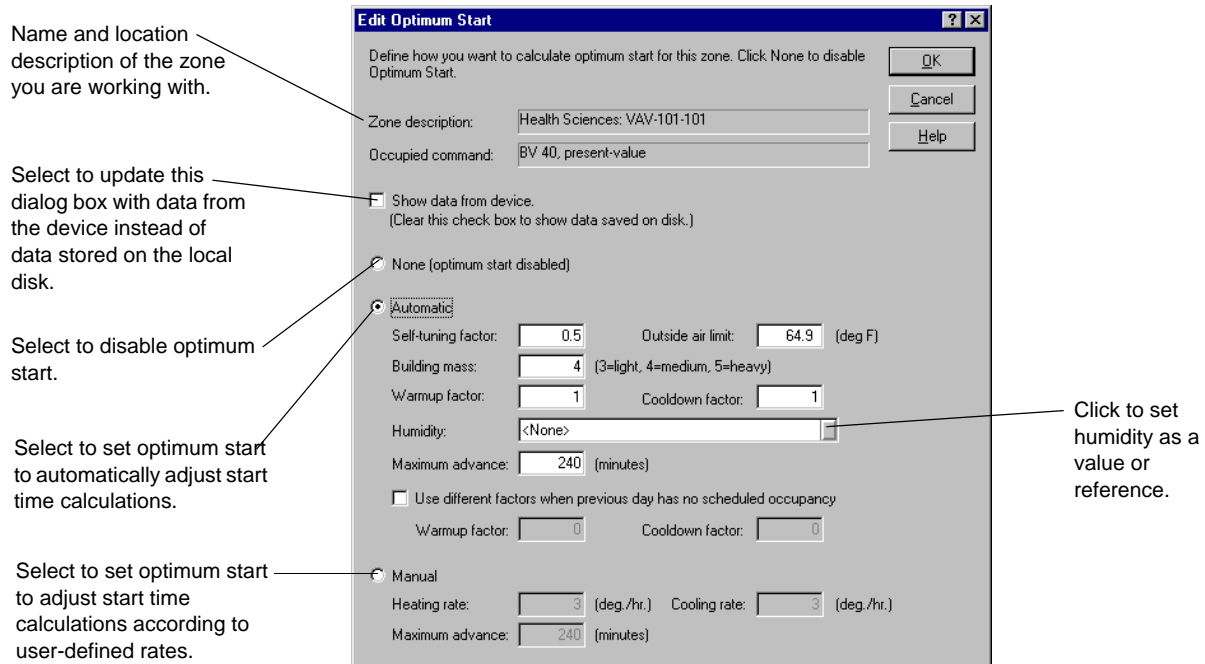 Edit Optimum Start
Name and location
description of the zone
you are working with.
Define how you want to calculate optimum start for this zone. Click None to disable
Optimum Start.
OK
Cancel
Help
Zone description: Health Sciences: VAV-101-101
Occupied command: BV 40, present-value
Select to update this
dialog box with data from
the device instead of
data stored on the local
disk.
Show data from device.
(Clear this check box to show data saved on disk.)
None (optimum start disabled)
Select to disable optimum
start.
Automatic
Self-tuning factor: 0.5 Outside air limit: 64.9 (deg F)
Building mass: 4 (3=light, 4=medium, 5=heavy)
Warmup factor: 1 Cooldown factor: 1
Humidity: <None>
Maximum advance: 240 (minutes)
Click to set
humidity as a
value or
reference.
Select to set optimum start
to automatically adjust start
time calculations.
Use different factors when previous day has no scheduled occupancy
Warmup factor: 0 Cooldown factor: 0
Select to set optimum start
to adjust start time
calculations according to
user-defined rates.
Manual
Heating rate: 3 (deg./hr.) Cooling rate: 3 (deg./hr.)
Maximum advance: 240 (minutes)